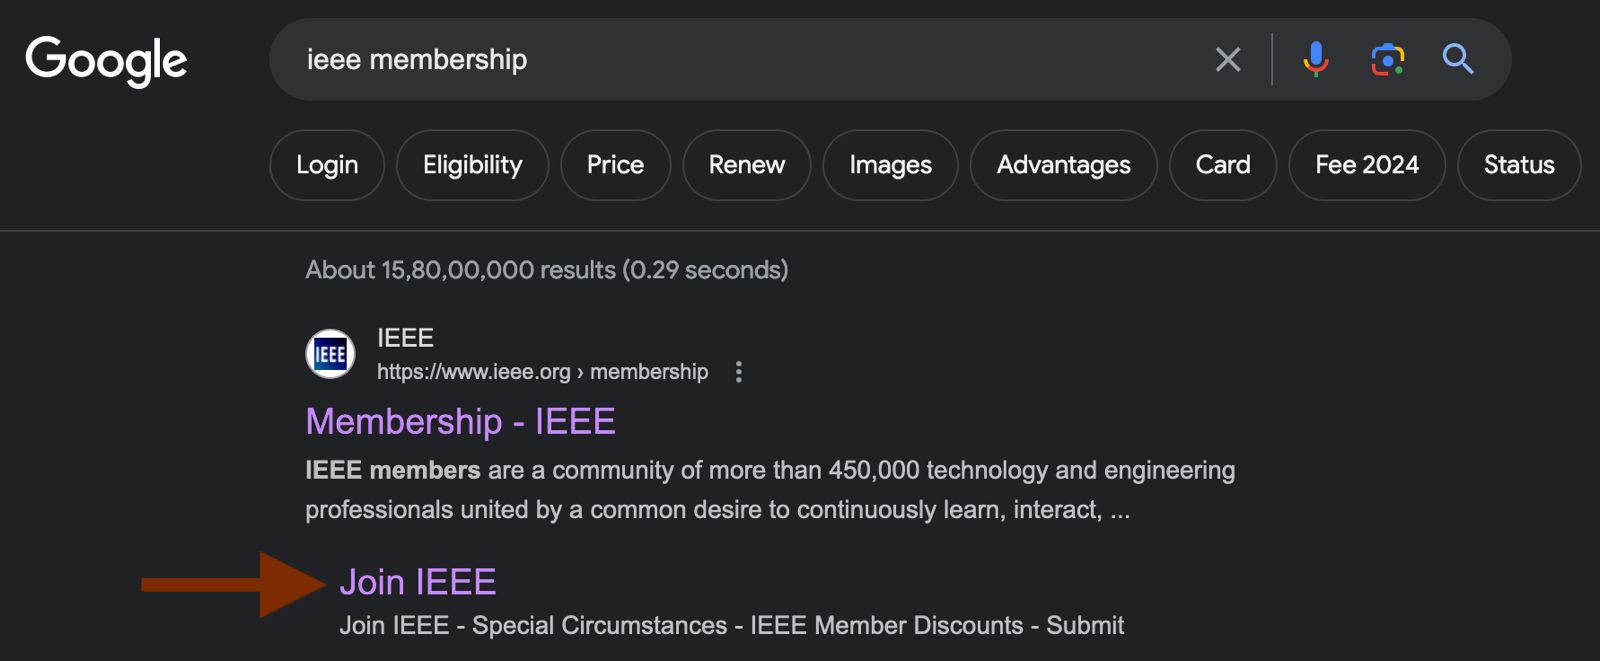 Google
ieee membership
Login Eligibility Price Renew Images Advantages Card Fee 2024 Status
About 15,80,00,000 results (0.29 seconds)
IEEE
IEEE
https://www.ieee.org › membership
Membership - IEEE
IEEE members are a community of more than 450,000 technology and engineering
professionals united by a common desire to continuously learn, interact, ...
Join IEEE
Join IEEE - Special Circumstances - IEEE Member Discounts - Submit